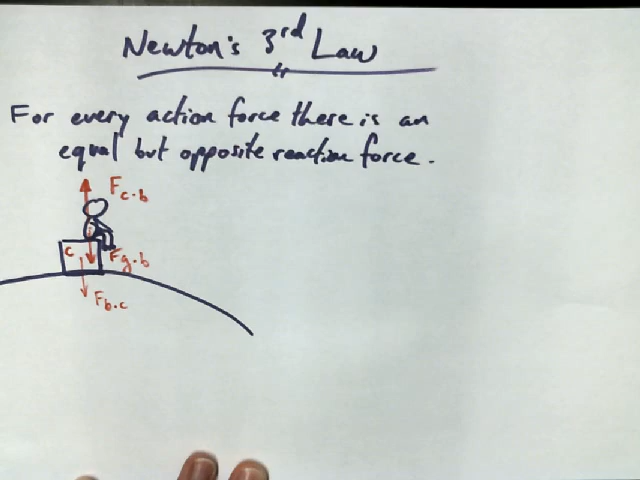 Newton's 3rd Law
For every action force there is an
equal but opposite reaction force.
Fc.b
c
Fg.b
Fb.c